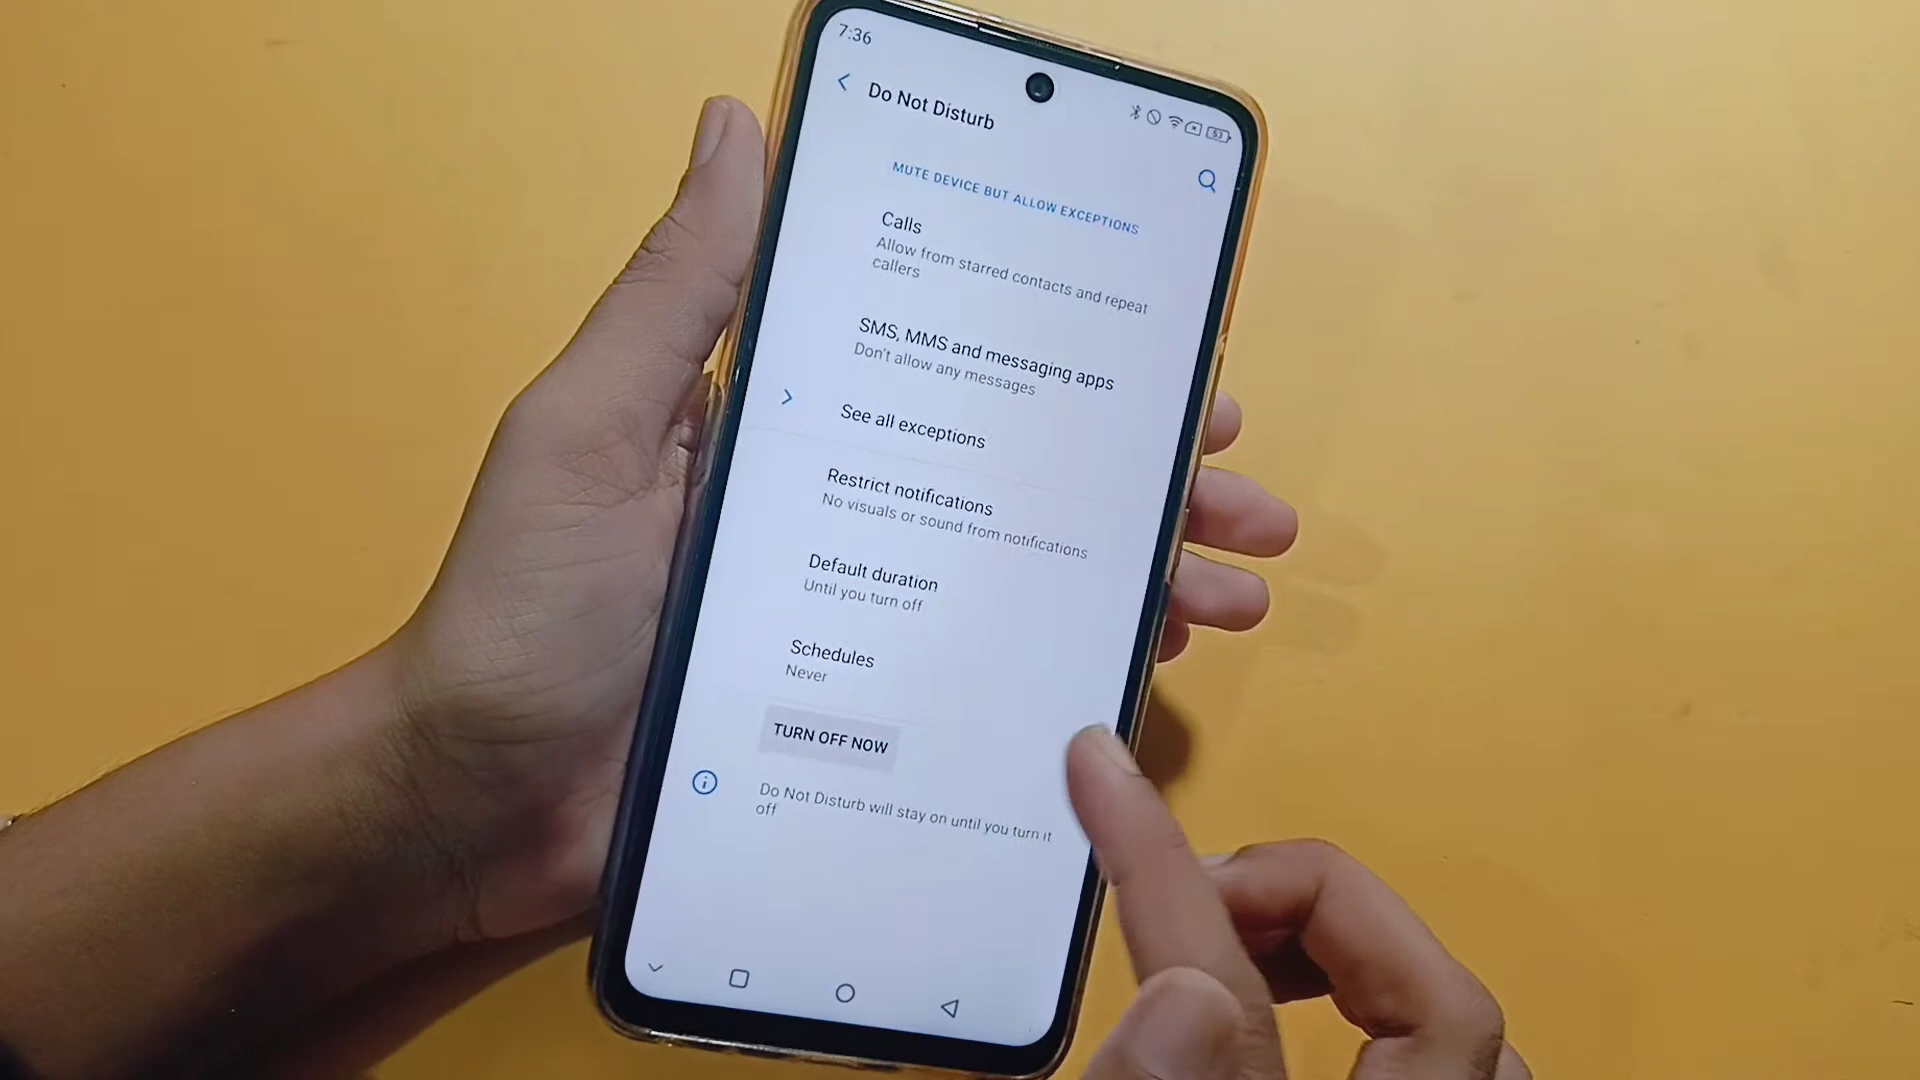 7:36
53
Do Not Disturb
MUTE DEVICE BUT ALLOW EXCEPTIONS
Calls
Allow from starred contacts and repeat
callers
SMS, MMS and messaging apps
Don't allow any messages
See all exceptions
Restrict notifications
No visuals or sound from notifications
Default duration
Until you turn off
Schedules
Never
TURN OFF NOW
Do Not Disturb will stay on until you turn it
off